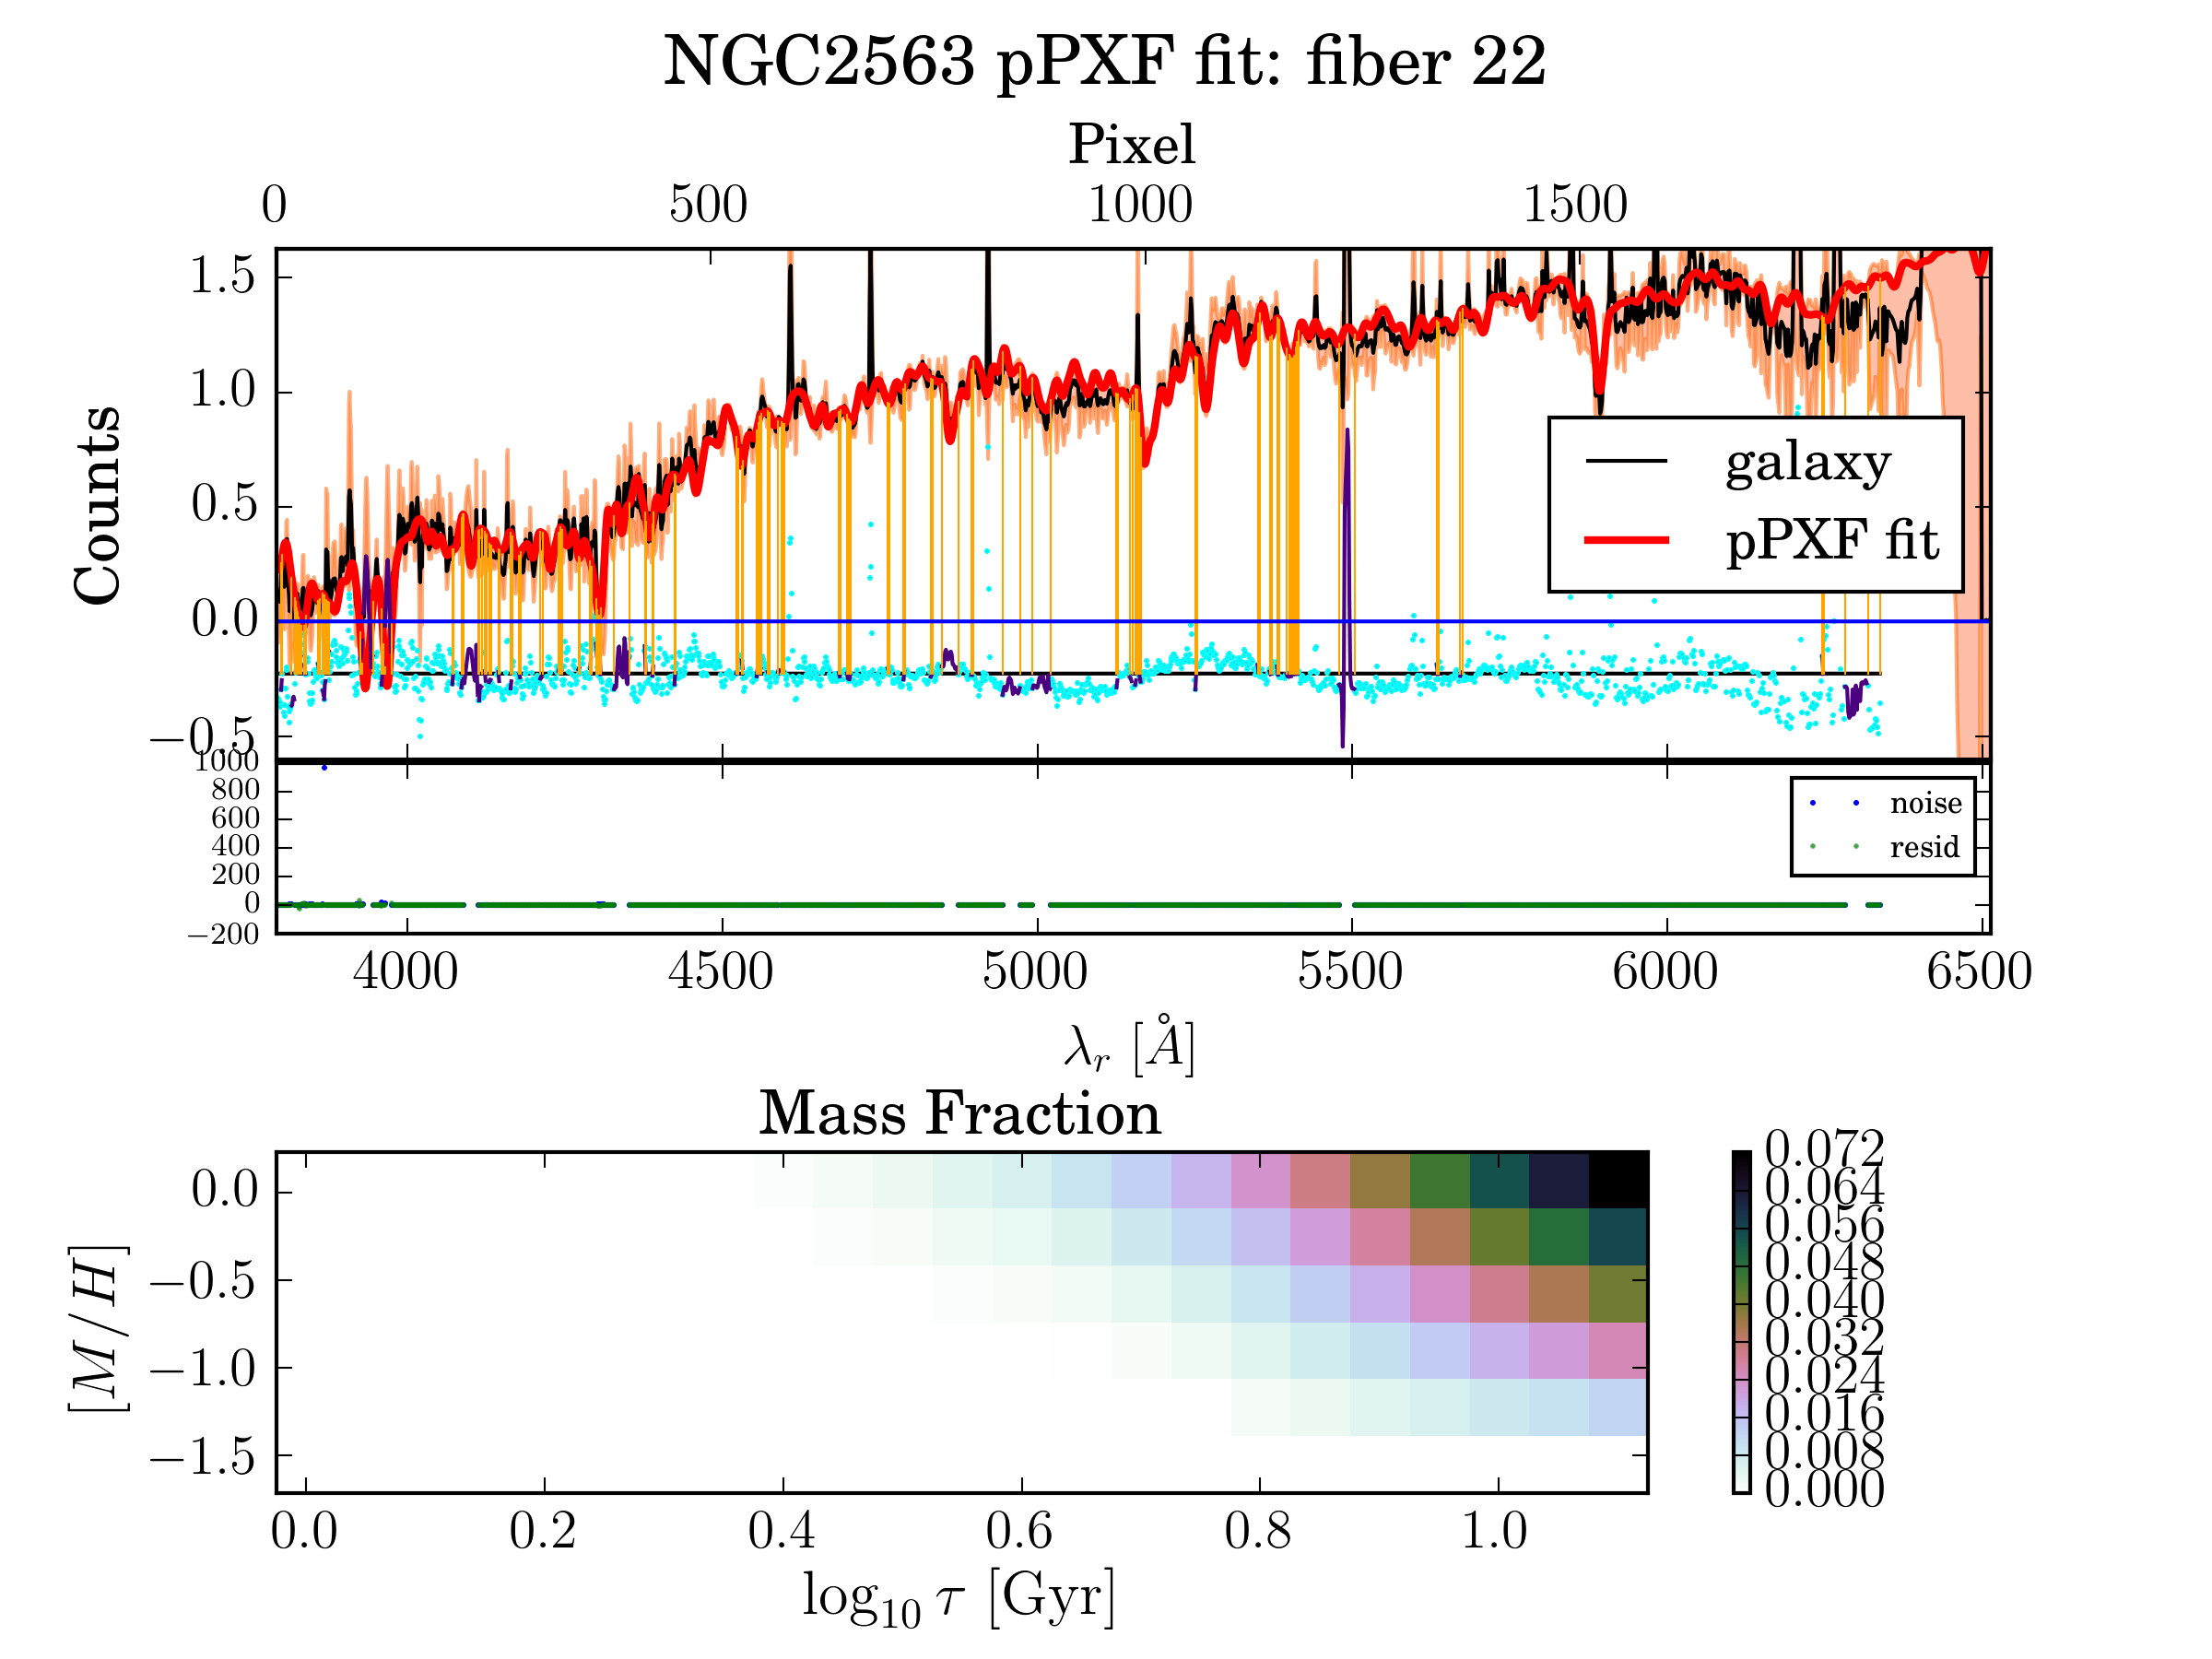 NGC2563 pPXF fit: fiber 22
Pixel
0 500 1000 1500
1.5
1.0
0.5
0.0
−0.5
Counts
galaxy
pPXF fit
1000
800
600
400
200
0
−200
noise
resid
4000 4500 5000 5500 6000 6500
λr [Å]
Mass Fraction
0.0
−0.5
−1.0
−1.5
[M/H]
0.0 0.2 0.4 0.6 0.8 1.0
log10 τ [Gyr]
0.072
0.064
0.056
0.048
0.040
0.032
0.024
0.016
0.008
0.000